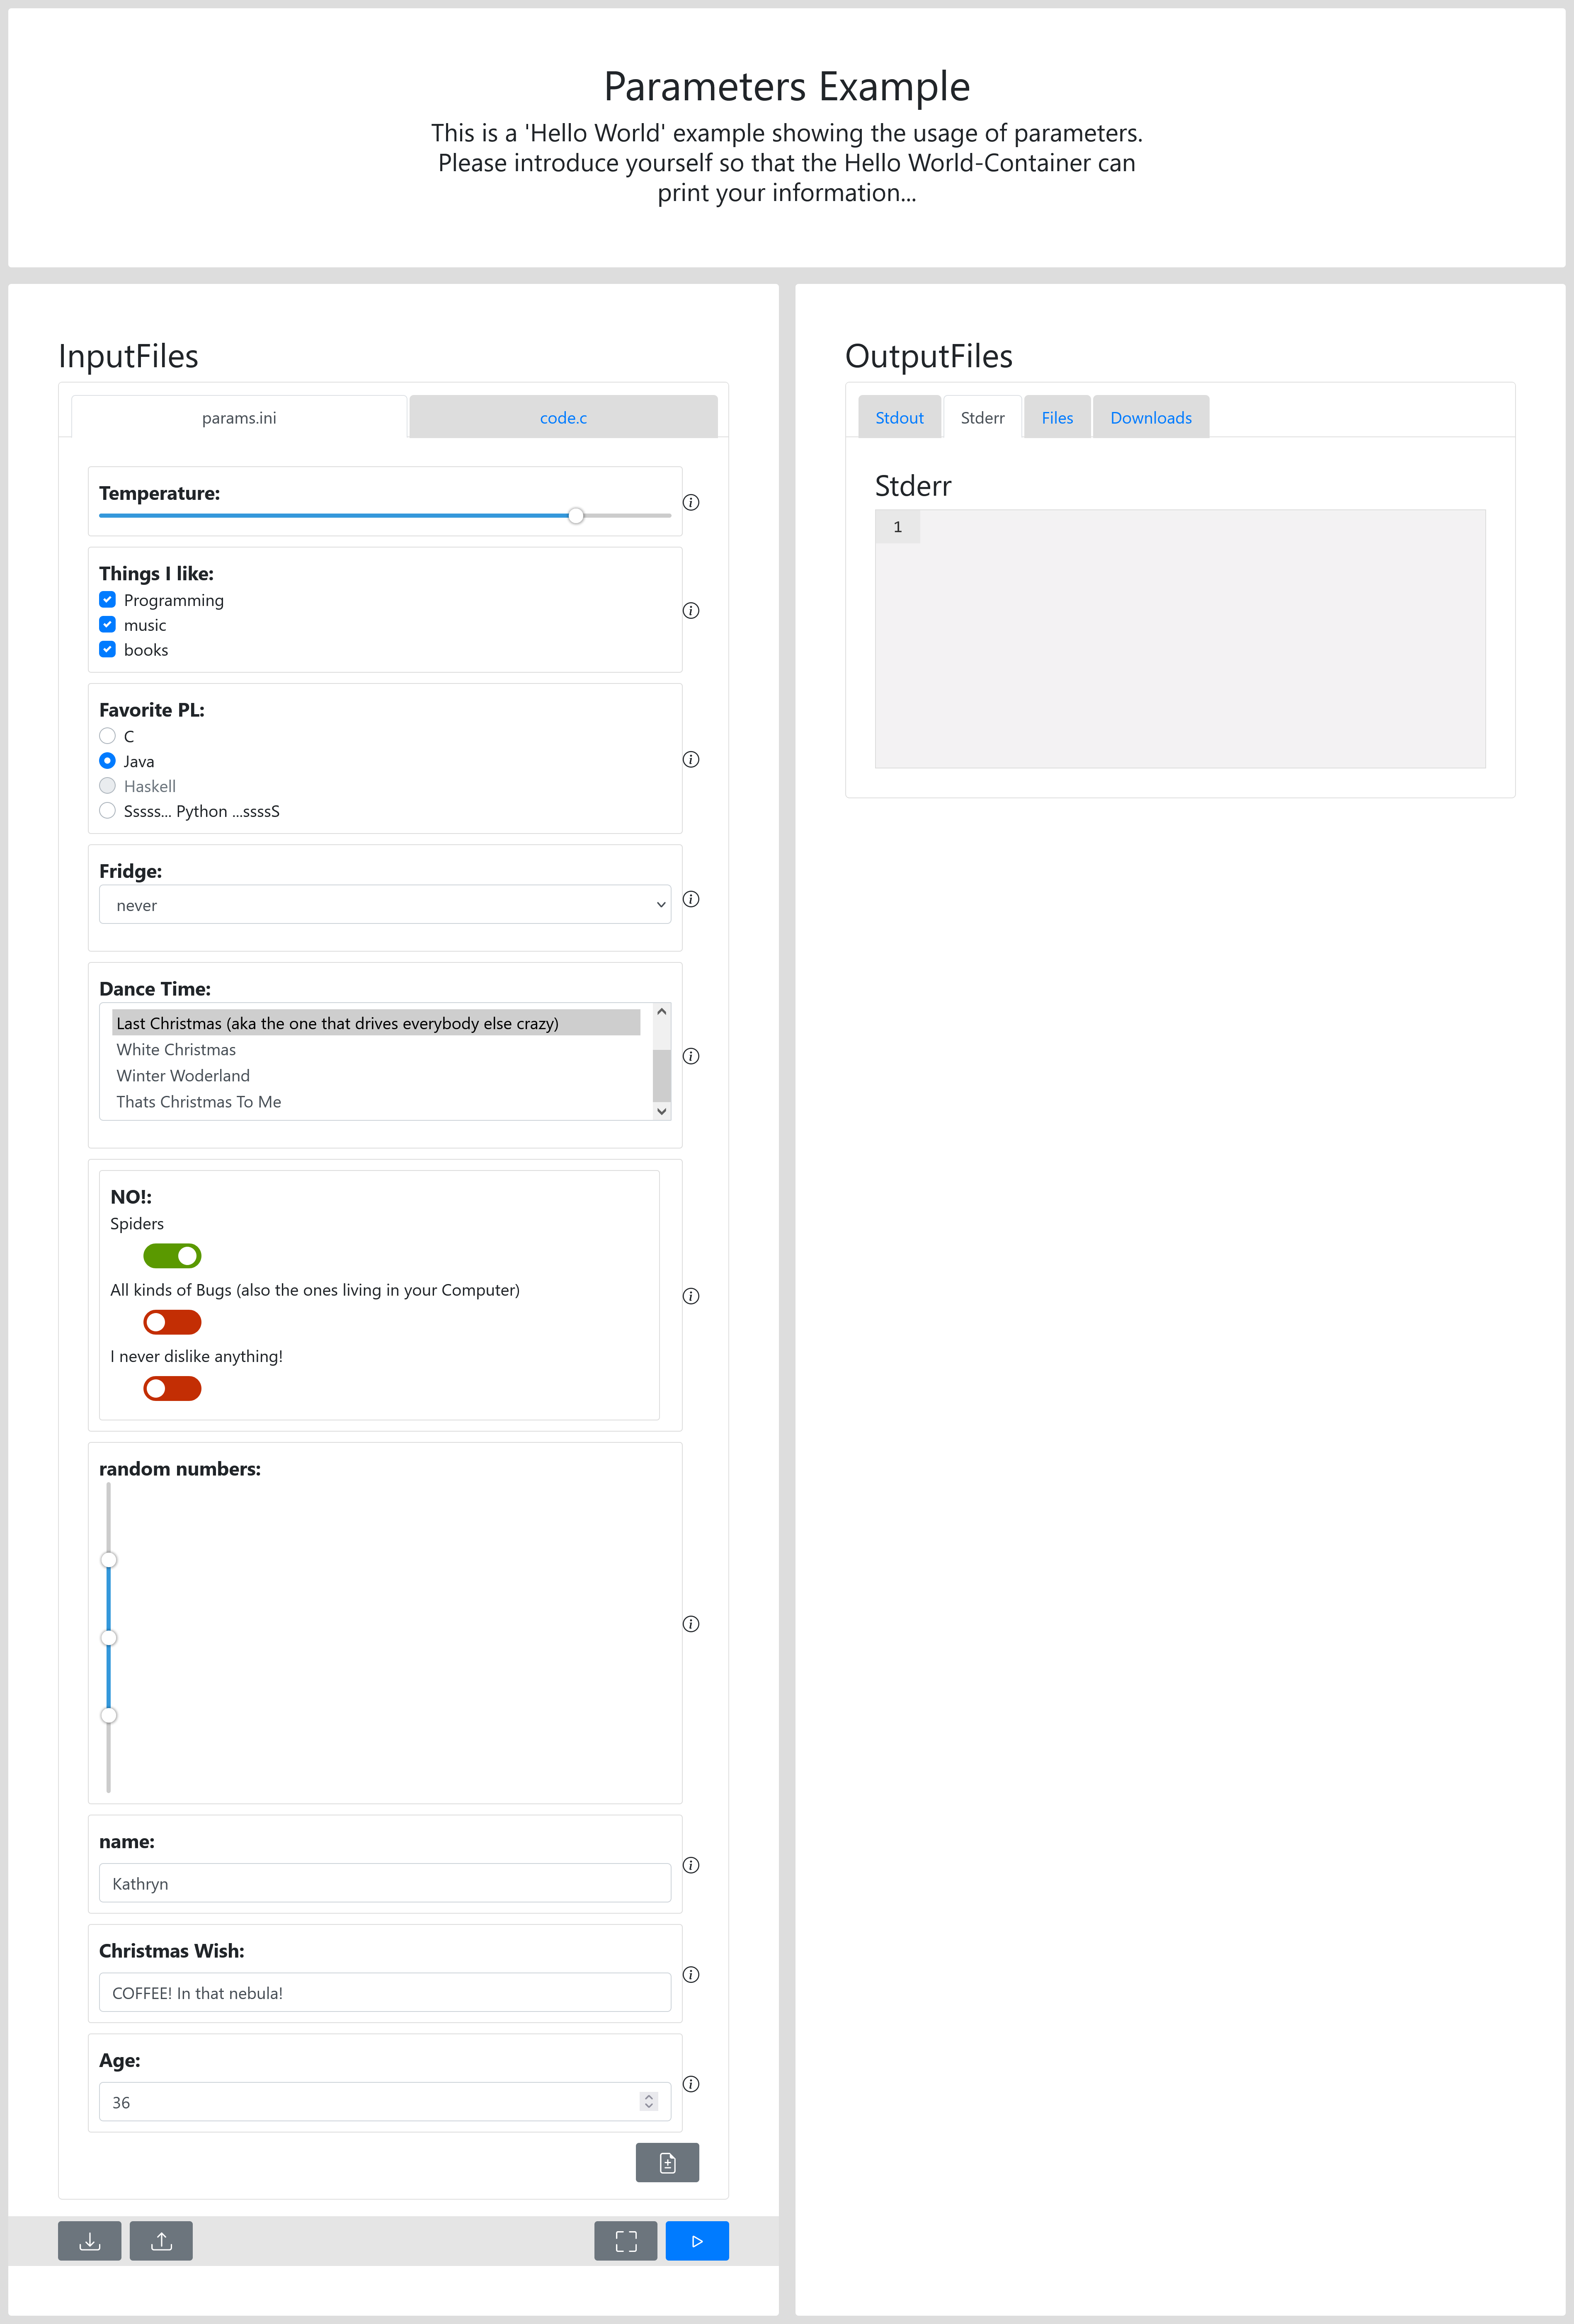 Parameters Example
This is a 'Hello World' example showing the usage of parameters.
Please introduce yourself so that the Hello World-Container can
print your information...
InputFiles
params.ini
code.c
Temperature:
Things I like:
Programming
music
books
Favorite PL:
C
Java
Haskell
Sssss... Python ...ssssS
Fridge:
never
Dance Time:
Last Christmas (aka the one that drives everybody else crazy)
White Christmas
Winter Woderland
Thats Christmas To Me
NO!:
Spiders
All kinds of Bugs (also the ones living in your Computer)
I never dislike anything!
random numbers:
name:
Kathryn
Christmas Wish:
COFFEE! In that nebula!
Age:
36
OutputFiles
Stdout
Stderr
Files
Downloads
Stderr
1